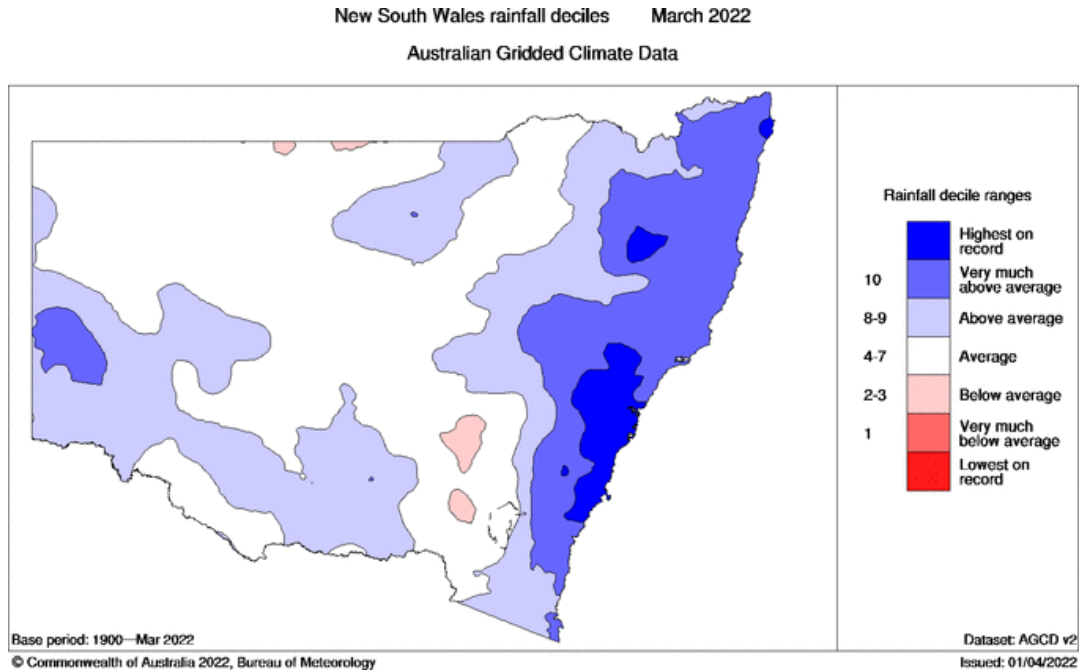 New South Wales rainfall deciles March 2022
Australian Gridded Climate Data
Rainfall decile ranges
Highest on
record
10 Very much
above average
8-9 Above average
4-7 Average
2-3 Below average
1 Very much
below average
Lowest on
record
Base period: 1900—Mar 2022
Dataset: AGCD v2
© Commonwealth of Australia 2022, Bureau of Meteorology
Issued: 01/04/2022